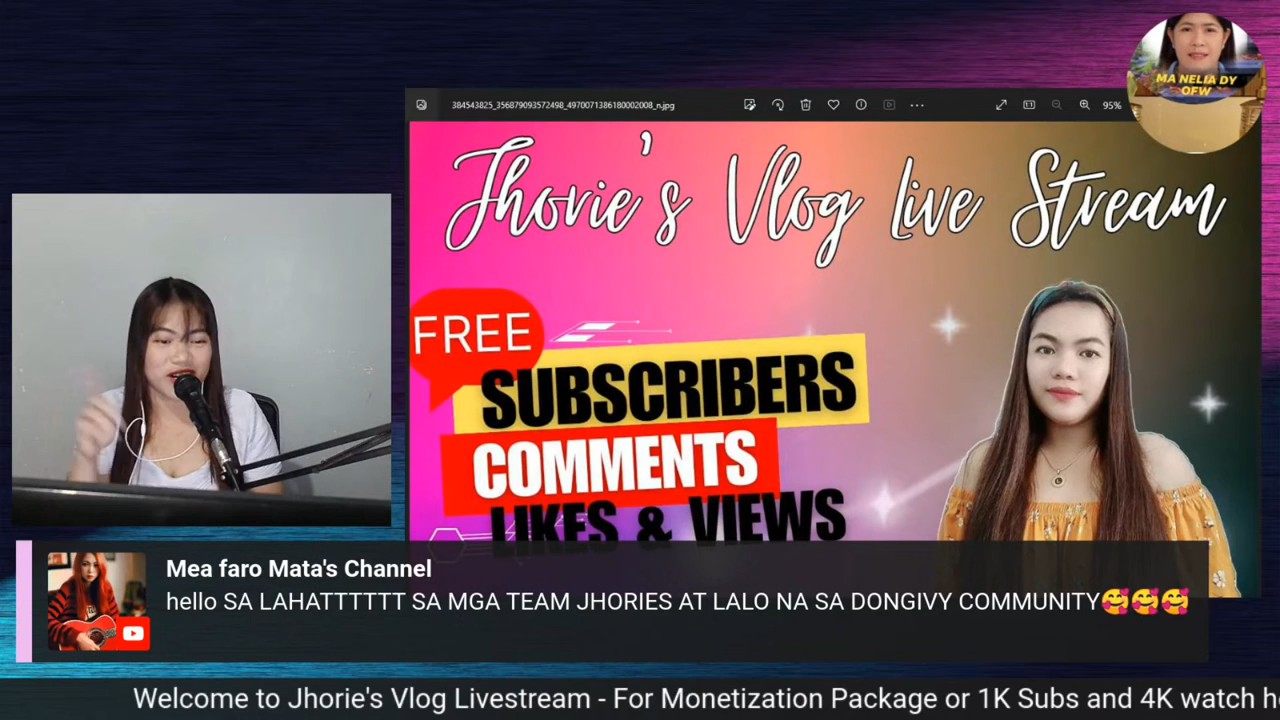 MA NELIA DY
OFW
384543825_356879093572498_4970071386180002008_n.jpg
95%
Jhorie's Vlog Live Stream
FREE
SUBSCRIBERS
COMMENTS
LIKES & VIEWS
Mea faro Mata's Channel
hello SA LAHATTTTTT SA MGA TEAM JHORIES AT LALO NA SA DONGIVY COMMUNITY🥰🥰🥰
Welcome to Jhorie's Vlog Livestream - For Monetization Package or 1K Subs and 4K watch h